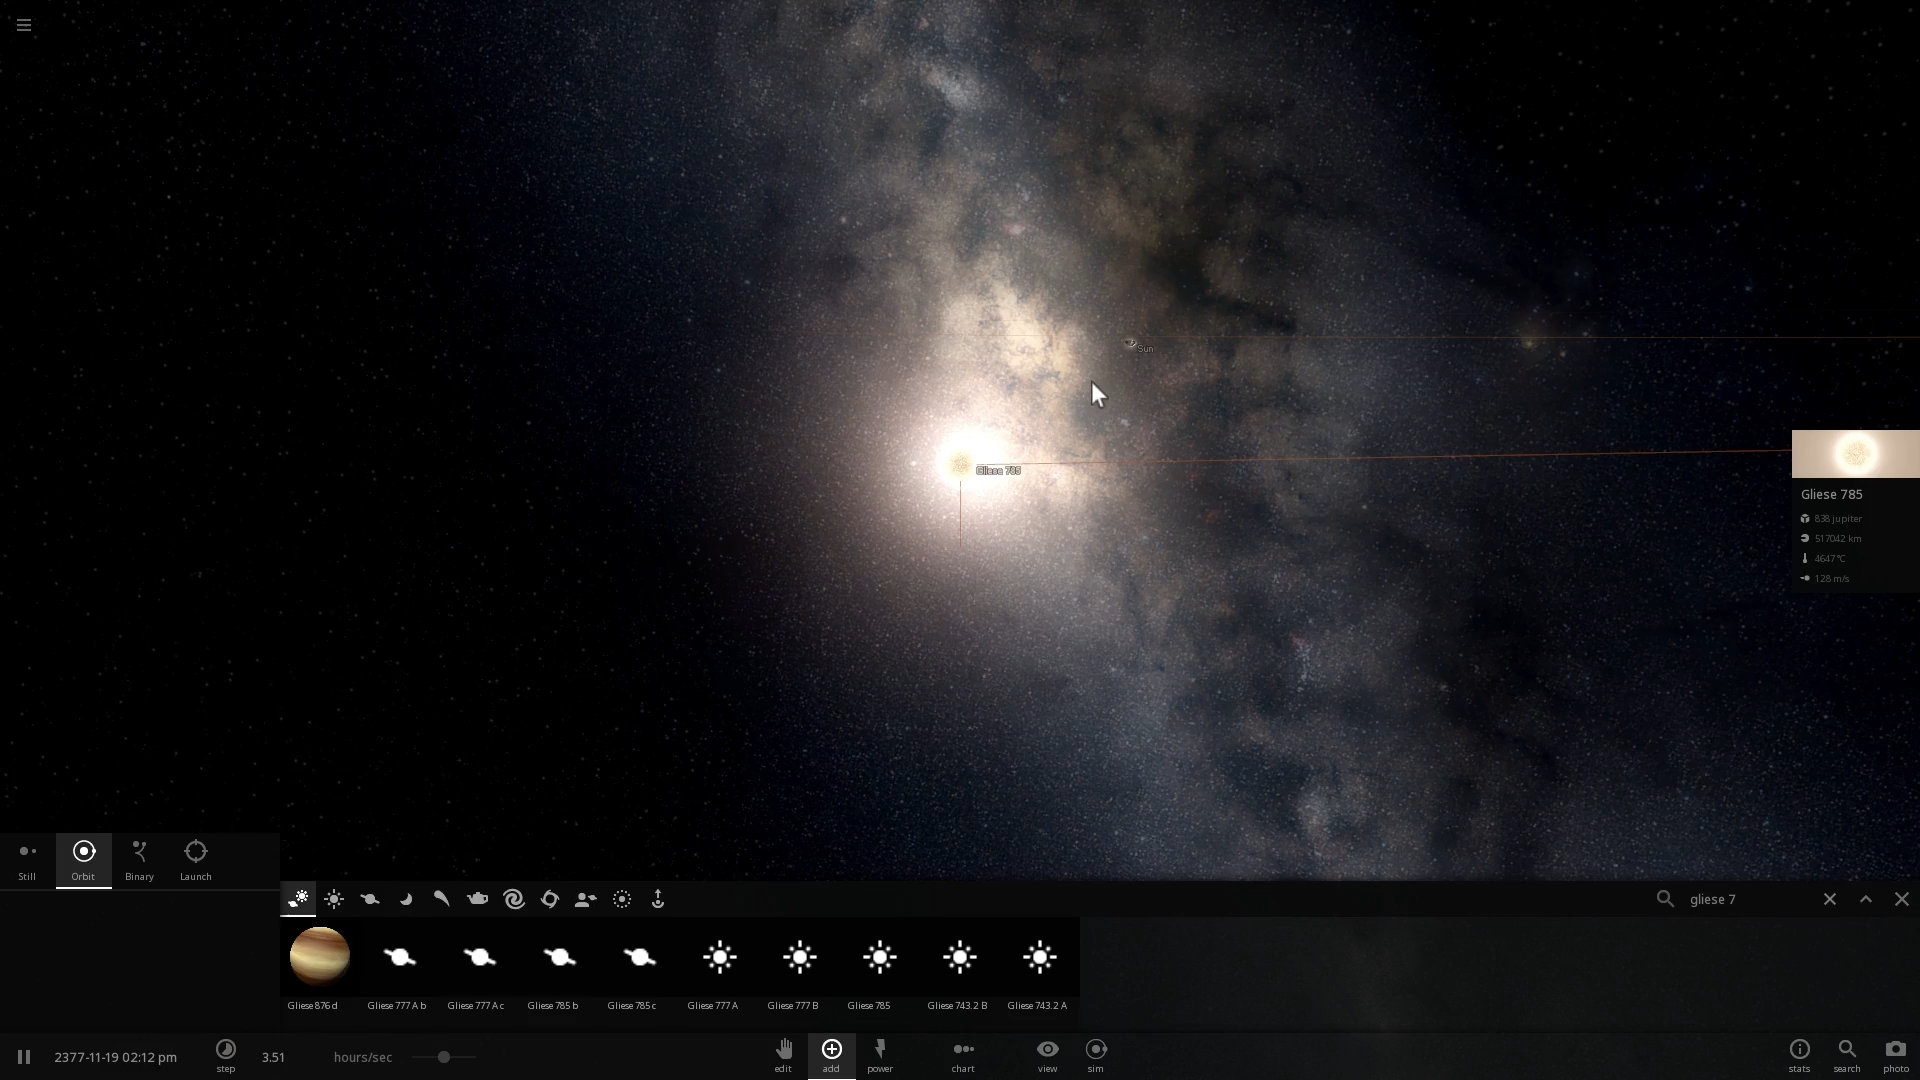 Sun
Gliese 785
Gliese 785
838 jupiter
517042 km
4647 °C
128 m/s
Still
Orbit
Binary
Launch
gliese 7
Gliese 876 d
Gliese 777 A b
Gliese 777 A c
Gliese 785 b
Gliese 785 c
Gliese 777 A
Gliese 777 B
Gliese 785
Gliese 743.2 B
Gliese 743.2 A
2377-11-19 02:12 pm
step
3.51
hours/sec
edit
add
power
chart
view
sim
stats
search
photo